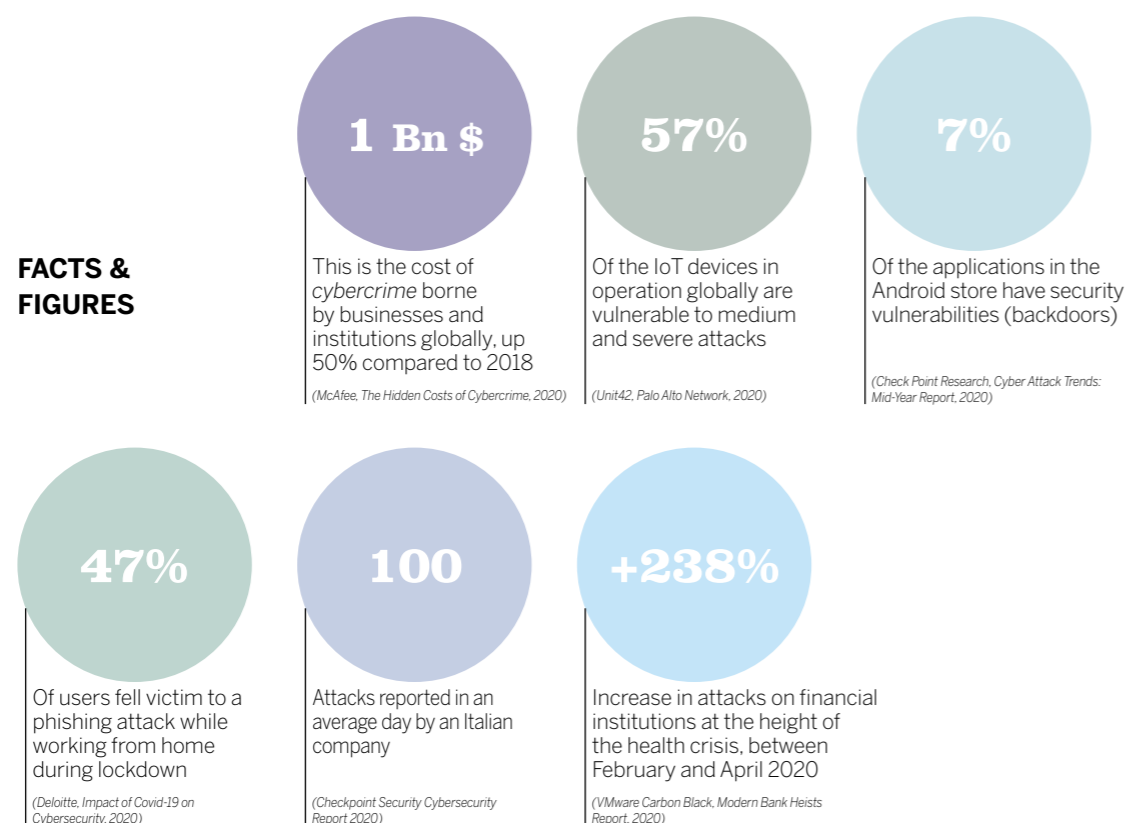 FACTS &
FIGURES
1 Bn $
This is the cost of
cybercrime borne
by businesses and
institutions globally, up
50% compared to 2018
(McAfee, The Hidden Costs of Cybercrime, 2020)
57%
Of the IoT devices in
operation globally are
vulnerable to medium
and severe attacks
(Unit42, Palo Alto Network, 2020)
7%
Of the applications in the
Android store have security
vulnerabilities (backdoors)
(Check Point Research, Cyber Attack Trends:
Mid-Year Report, 2020)
47%
Of users fell victim to a
phishing attack while
working from home
during lockdown
(Deloitte, Impact of Covid-19 on
Cybersecurity, 2020)
100
Attacks reported in an
average day by an Italian
company
(Checkpoint Security Cybersecurity
Report 2020)
+238%
Increase in attacks on financial
institutions at the height of
the health crisis, between
February and April 2020
(VMware Carbon Black, Modern Bank Heists
Report, 2020)